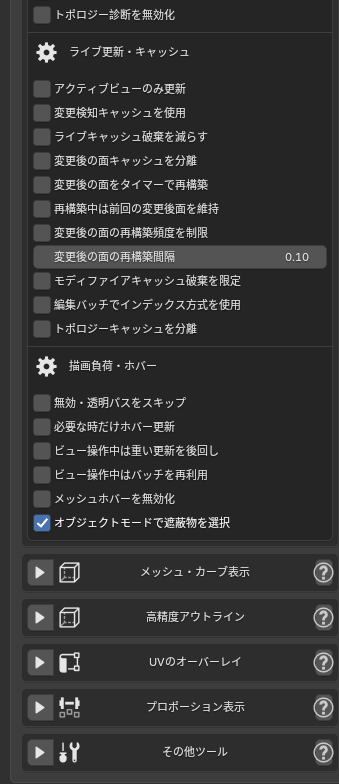 トポロジー診断を無効化
ライブ更新・キャッシュ
アクティブビューのみ更新
変更検知キャッシュを使用
ライブキャッシュ破棄を減らす
変更後の面キャッシュを分離
変更後の面をタイマーで再構築
再構築中は前回の変更後面を維持
変更後の面の再構築頻度を制限
変更後の面の再構築間隔 0.10
モディファイアキャッシュ破棄を限定
編集バッチでインデックス方式を使用
トポロジーキャッシュを分離
描画負荷・ホバー
無効・透明パスをスキップ
必要な時だけホバー更新
ビュー操作中は重い更新を後回し
ビュー操作中はバッチを再利用
メッシュホバーを無効化
オブジェクトモードで遮蔽物を選択
メッシュ・カーブ表示 ?
高精度アウトライン ?
UVのオーバーレイ ?
プロポーション表示 ?
その他ツール ?